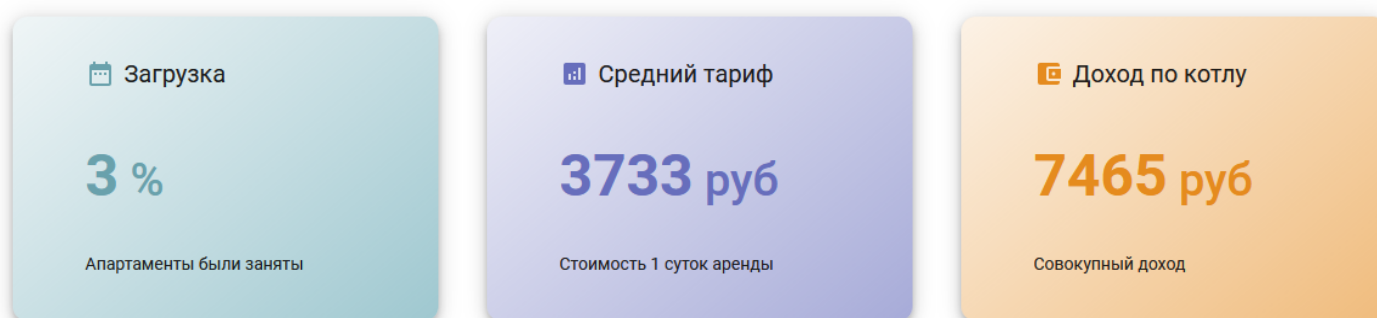 Загрузка
3 %
Апартаменты были заняты
Средний тариф
3733 руб
Стоимость 1 суток аренды
Доход по котлу
7465 руб
Совокупный доход